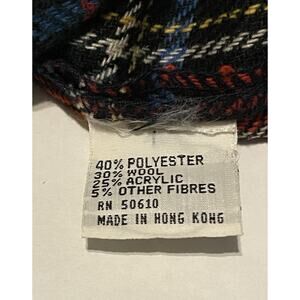 40% POLYESTER
30% WOOL
25% ACRYLIC
5% OTHER FIBRES
RN 50610
MADE IN HONG KONG